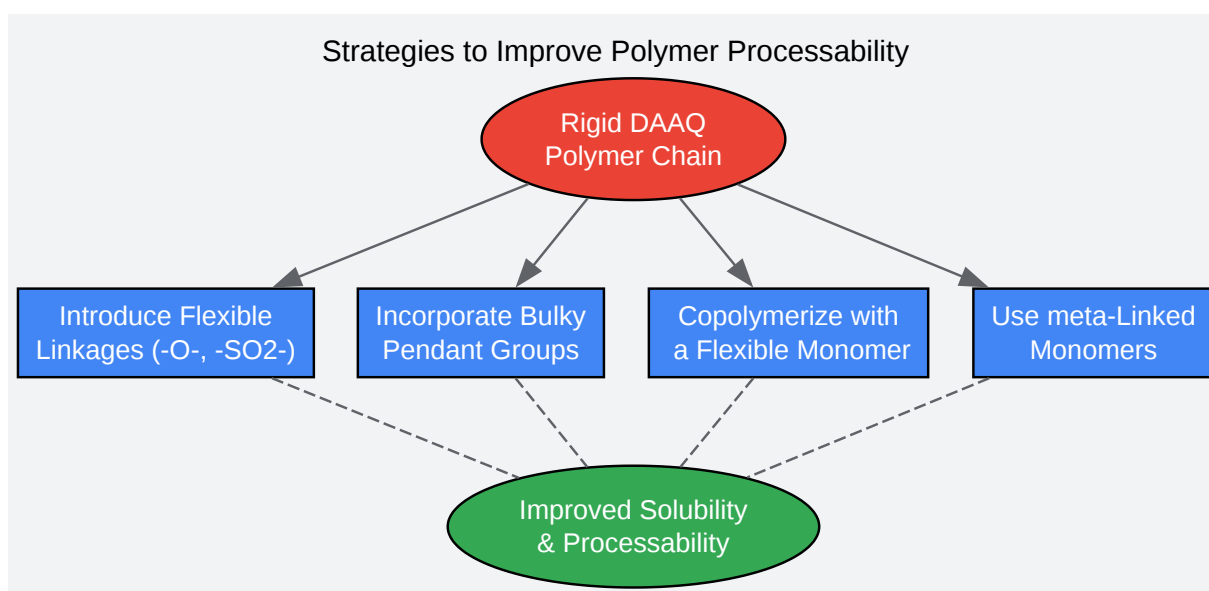 Strategies to Improve Polymer Processability
Rigid DAAQ
Polymer Chain
Introduce Flexible
Linkages (-O-, -SO2-)
Incorporate Bulky
Pendant Groups
Copolymerize with
a Flexible Monomer
Use meta-Linked
Monomers
Improved Solubility
& Processability